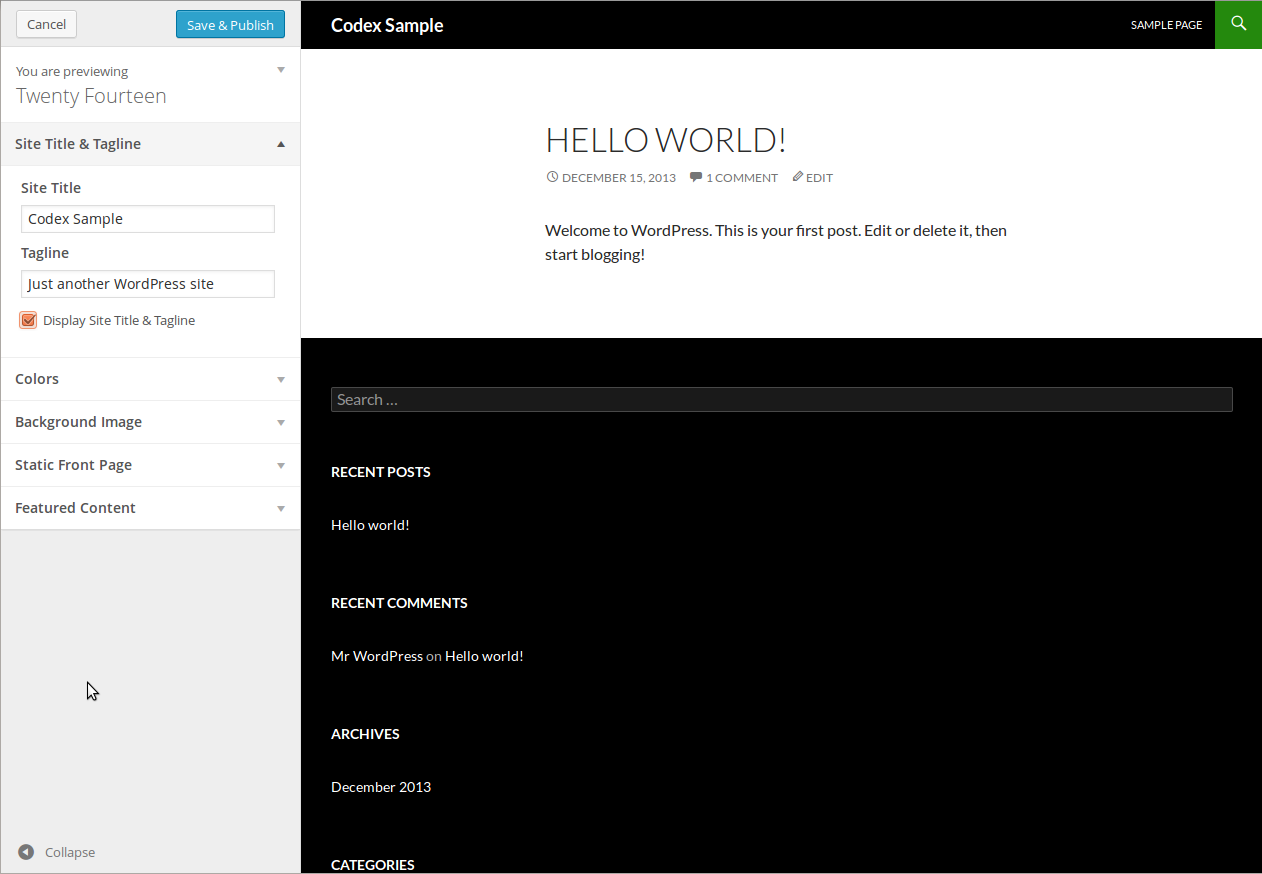 Cancel
Save & Publish
You are previewing
Twenty Fourteen
Site Title & Tagline
Site Title
Codex Sample
Tagline
Just another WordPress site
Display Site Title & Tagline
Colors
Background Image
Static Front Page
Featured Content
Collapse
Codex Sample
SAMPLE PAGE
HELLO WORLD!
DECEMBER 15, 2013 1 COMMENT EDIT
Welcome to WordPress. This is your first post. Edit or delete it, then
start blogging!
Search ...
RECENT POSTS
Hello world!
RECENT COMMENTS
Mr WordPress on Hello world!
ARCHIVES
December 2013
CATEGORIES